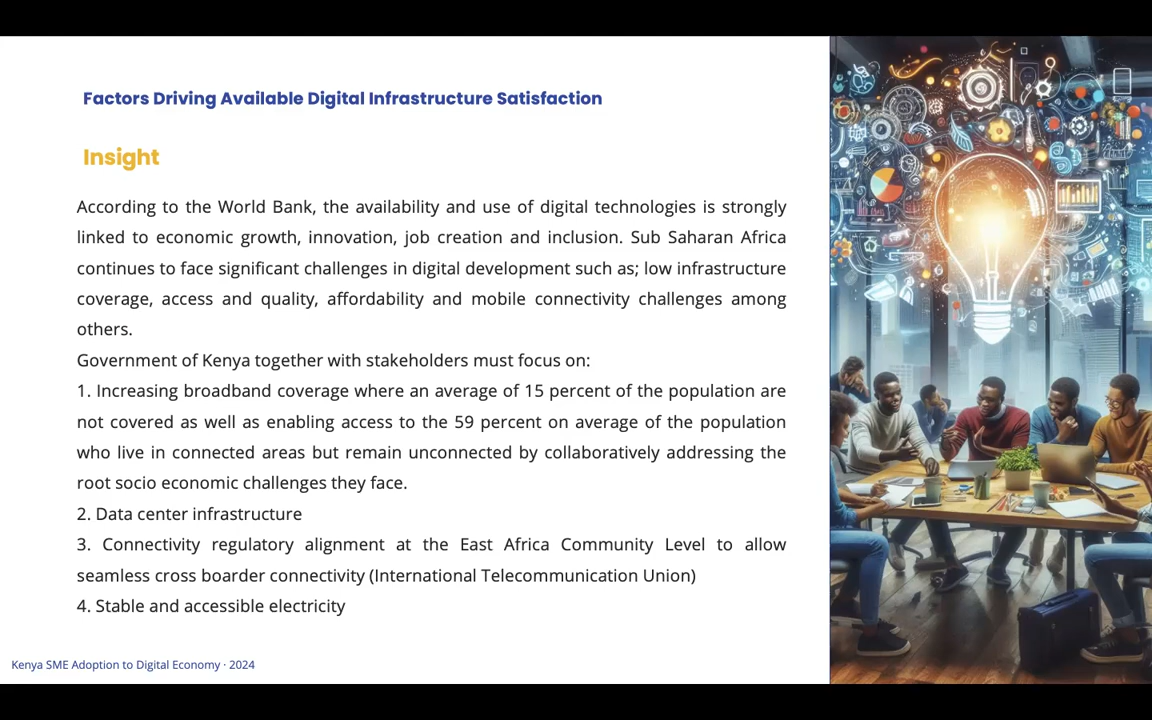 Factors Driving Available Digital Infrastructure Satisfaction
Insight
According to the World Bank, the availability and use of digital technologies is strongly
linked to economic growth, innovation, job creation and inclusion. Sub Saharan Africa
continues to face significant challenges in digital development such as; low infrastructure
coverage, access and quality, affordability and mobile connectivity challenges among
others.
Government of Kenya together with stakeholders must focus on:
1. Increasing broadband coverage where an average of 15 percent of the population are
not covered as well as enabling access to the 59 percent on average of the population
who live in connected areas but remain unconnected by collaboratively addressing the
root socio economic challenges they face.
2. Data center infrastructure
3. Connectivity regulatory alignment at the East Africa Community Level to allow
seamless cross boarder connectivity (International Telecommunication Union)
4. Stable and accessible electricity
Kenya SME Adoption to Digital Economy · 2024